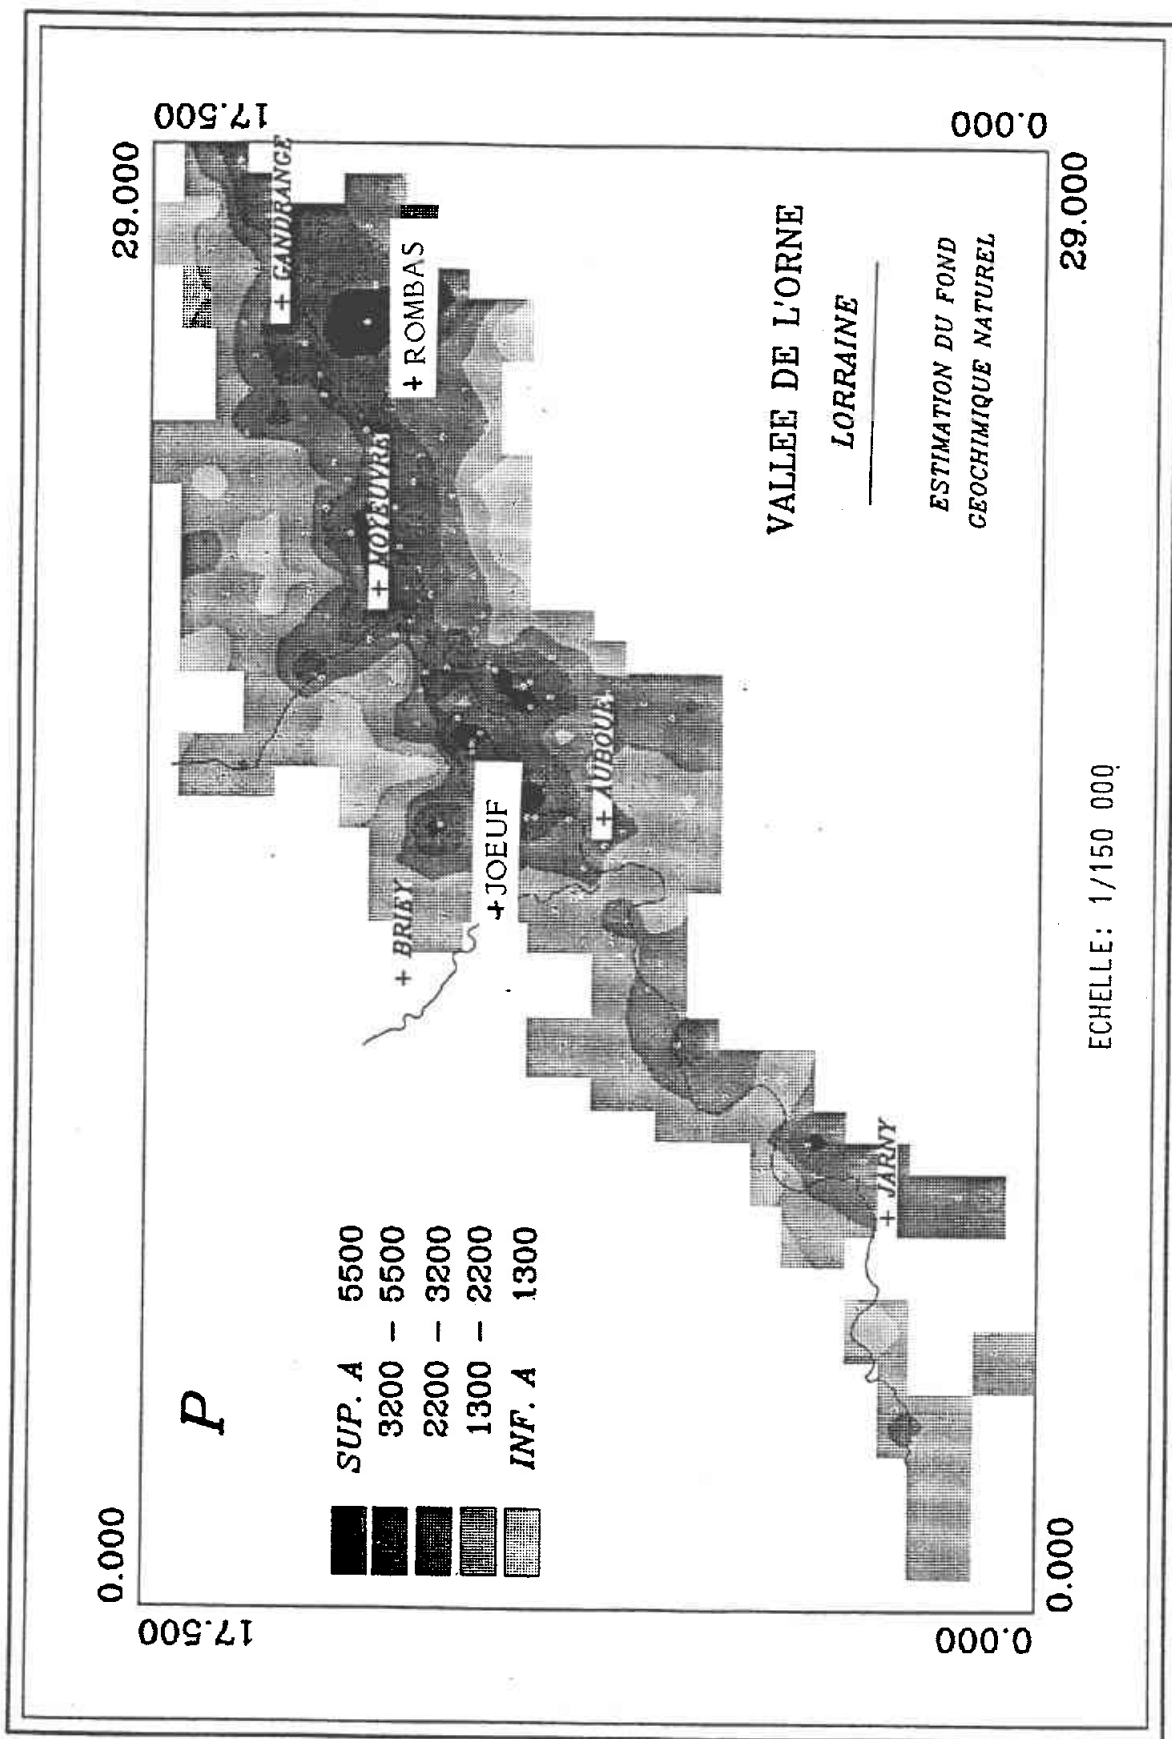 P
SUP. A 5500
3200 - 5500
2200 - 3200
1300 - 2200
INF. A 1300
0.000
29.000
17.500
17.500
0.000
0.000
0.000
29.000
+ GANDRANGE
+ ROMBAS
+ MOYEUVRE
+ BRIEY
+ JOEUF
+ AUBOUE
+ JARNY
VALLEE DE L'ORNE
LORRAINE
ESTIMATION DU FOND
GEOCHIMIQUE NATUREL
ECHELLE: 1/150 000